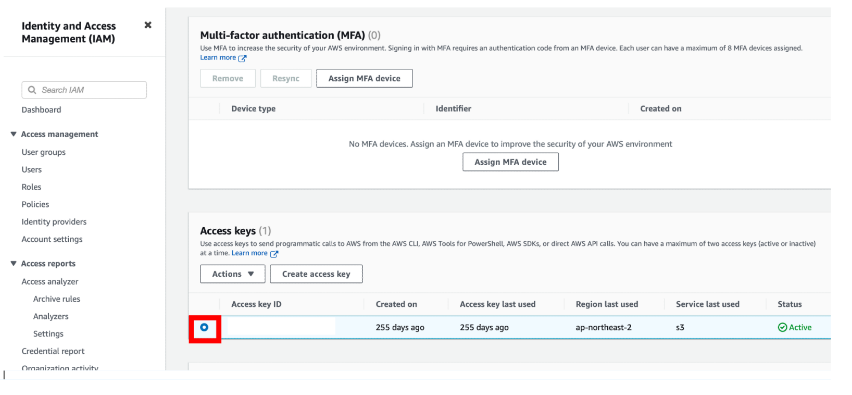 Identity and Access
Management (IAM)
Search IAM
Dashboard
Access management
User groups
Users
Roles
Policies
Identity providers
Account settings
Access reports
Access analyzer
Archive rules
Analyzers
Settings
Credential report
Organization activity
Multi-factor authentication (MFA) (0)
Use MFA to increase the security of your AWS environment. Signing in with MFA requires an authentication code from an MFA device. Each user can have a maximum of 8 MFA devices assigned.
Learn more
Remove Resync Assign MFA device
Device type Identifier Created on
No MFA devices. Assign an MFA device to improve the security of your AWS environment
Assign MFA device
Access keys (1)
Use access keys to send programmatic calls to AWS from the AWS CLI, AWS Tools for PowerShell, AWS SDKs, or direct AWS API calls. You can have a maximum of two access keys (active or inactive)
at a time. Learn more
Actions Create access key
Access key ID Created on Access key last used Region last used Service last used Status
255 days ago 255 days ago ap-northeast-2 s3 Active